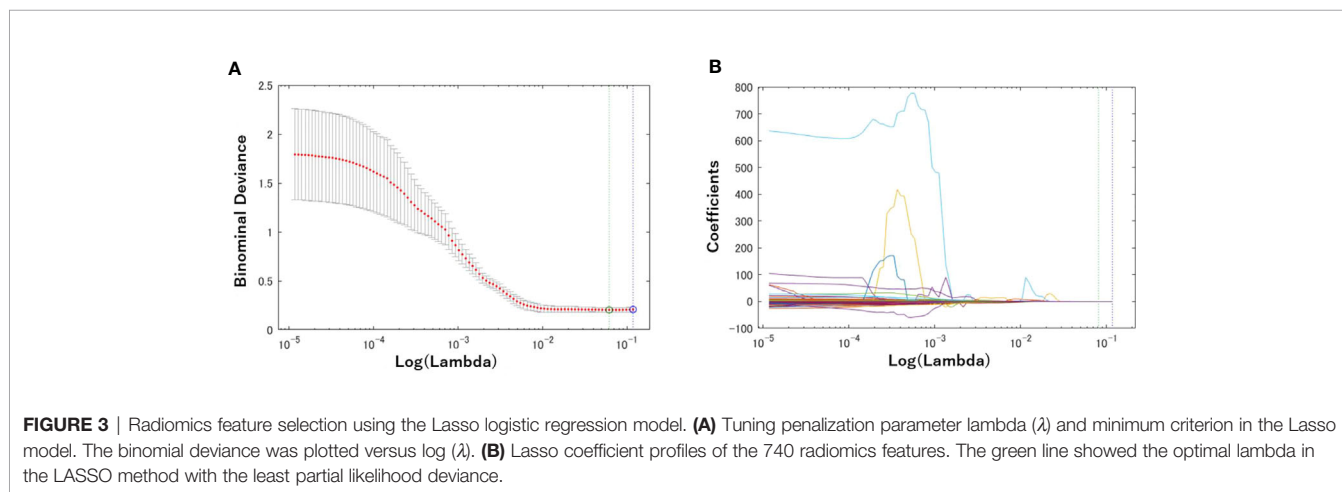 A
B
2.5
2
1.5
1
0.5
0
Binominal Deviance
10⁻⁵ 10⁻⁴ 10⁻³ 10⁻² 10⁻¹
Log(Lambda)
800
700
600
500
400
300
200
100
0
-100
Coefficients
10⁻⁵ 10⁻⁴ 10⁻³ 10⁻² 10⁻¹
Log(Lambda)
FIGURE 3 | Radiomics feature selection using the Lasso logistic regression model. (A) Tuning penalization parameter lambda (λ) and minimum criterion in the Lasso
model. The binomial deviance was plotted versus log (λ). (B) Lasso coefficient profiles of the 740 radiomics features. The green line showed the optimal lambda in
the LASSO method with the least partial likelihood deviance.